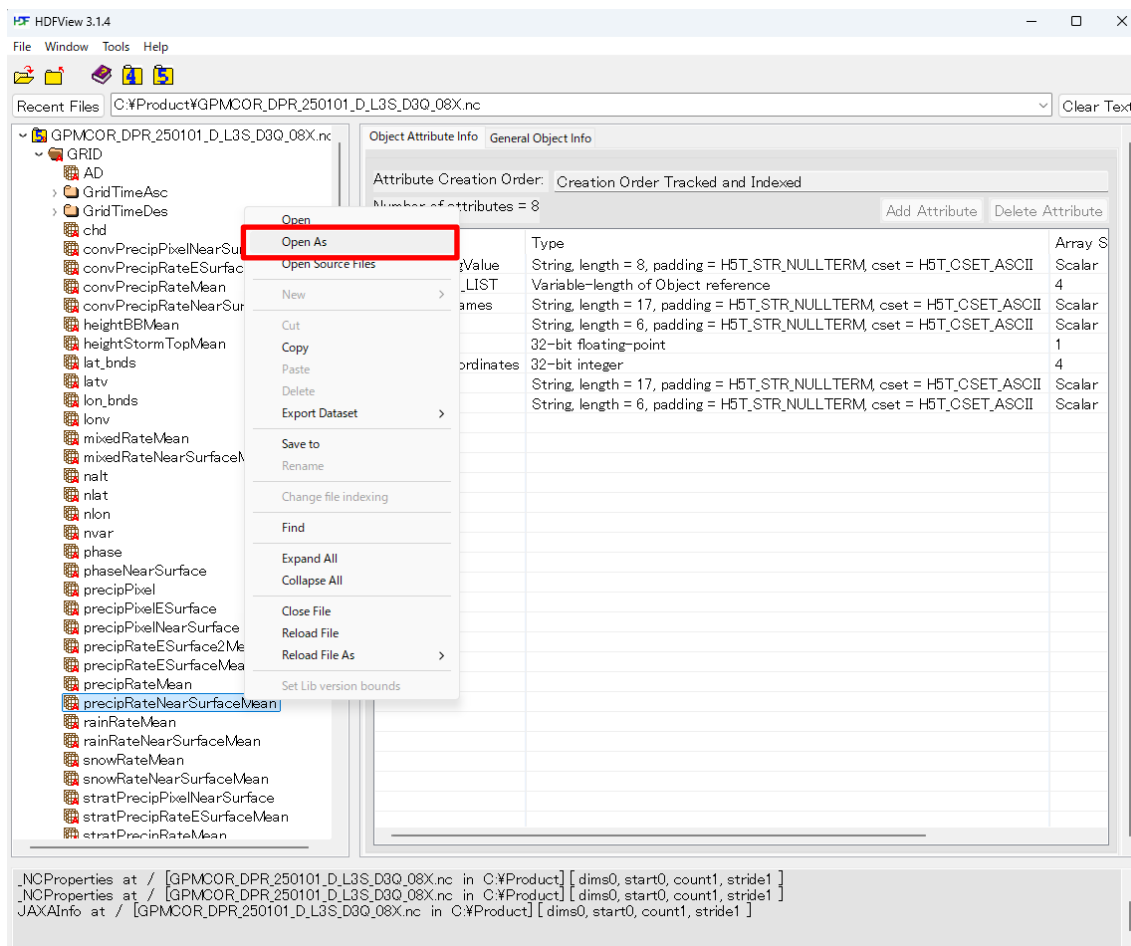 HDFView 3.1.4
File Window Tools Help
Recent Files C:¥Product¥GPMCOR_DPR_250101_D_L3S_D3Q_08X.nc Clear Text
GPMCOR_DPR_250101_D_L3S_D3Q_08X.nc
GRID
AD
GridTimeAsc
GridTimeDes
chd
convPrecipPixelNearSu
convPrecipRateESurfac
convPrecipRateMean
convPrecipRateNearSur
heightBBMean
heightStormTopMean
lat_bnds
latv
lon_bnds
lonv
mixedRateMean
mixedRateNearSurfaceM
nalt
nlat
nlon
nvar
phase
phaseNearSurface
precipPixel
precipPixelESurface
precipPixelNearSurface
precipRateESurface2Me
precipRateESurfaceMea
precipRateMean
precipRateNearSurfaceMean
rainRateMean
rainRateNearSurfaceMean
snowRateMean
snowRateNearSurfaceMean
stratPrecipPixelNearSurface
stratPrecipRateESurfaceMean
stratPrecipRateMean
Open
Open As
Open Source Files
New
Cut
Copy
Paste
Delete
Export Dataset
Save to
Rename
Change file indexing
Find
Expand All
Collapse All
Close File
Reload File
Reload File As
Set Lib version bounds
Object Attribute Info General Object Info
Attribute Creation Order: Creation Order Tracked and Indexed
Number of attributes = 8 Add Attribute Delete Attribute
Type Array S
gValue String, length = 8, padding = H5T_STR_NULLTERM, cset = H5T_CSET_ASCII Scalar
_LIST Variable-length of Object reference 4
ames String, length = 17, padding = H5T_STR_NULLTERM, cset = H5T_CSET_ASCII Scalar
String, length = 6, padding = H5T_STR_NULLTERM, cset = H5T_CSET_ASCII Scalar
32-bit floating-point 1
ordinates 32-bit integer 4
String, length = 17, padding = H5T_STR_NULLTERM, cset = H5T_CSET_ASCII Scalar
String, length = 6, padding = H5T_STR_NULLTERM, cset = H5T_CSET_ASCII Scalar
_NCProperties at / [GPMCOR_DPR_250101_D_L3S_D3Q_08X.nc in C:¥Product] [ dims0, start0, count1, stride1 ]
_NCProperties at / [GPMCOR_DPR_250101_D_L3S_D3Q_08X.nc in C:¥Product] [ dims0, start0, count1, stride1 ]
JAXAInfo at / [GPMCOR_DPR_250101_D_L3S_D3Q_08X.nc in C:¥Product] [ dims0, start0, count1, stride1 ]